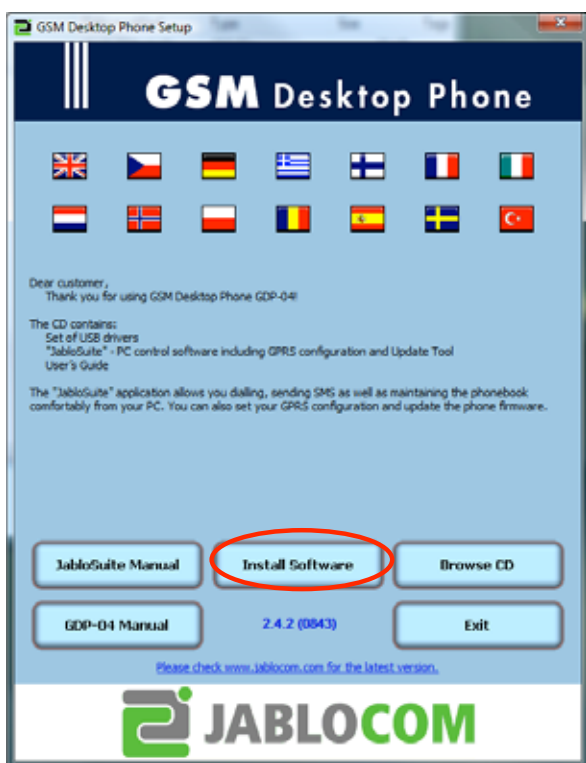 GSM Desktop Phone Setup
GSM Desktop Phone
Dear customer,
Thank you for using GSM Desktop Phone GDP-04!
The CD contains:
Set of USB drivers
"JabloSuite" - PC control software including GPRS configuration and Update Tool
User's Guide
The "JabloSuite" application allows you dialling, sending SMS as well as maintaining the phonebook
comfortably from your PC. You can also set your GPRS configuration and update the phone firmware.
JabloSuite Manual
Install Software
Browse CD
GDP-04 Manual
2.4.2 (0843)
Exit
Please check www.jablocom.com for the latest version.
JABLOCOM